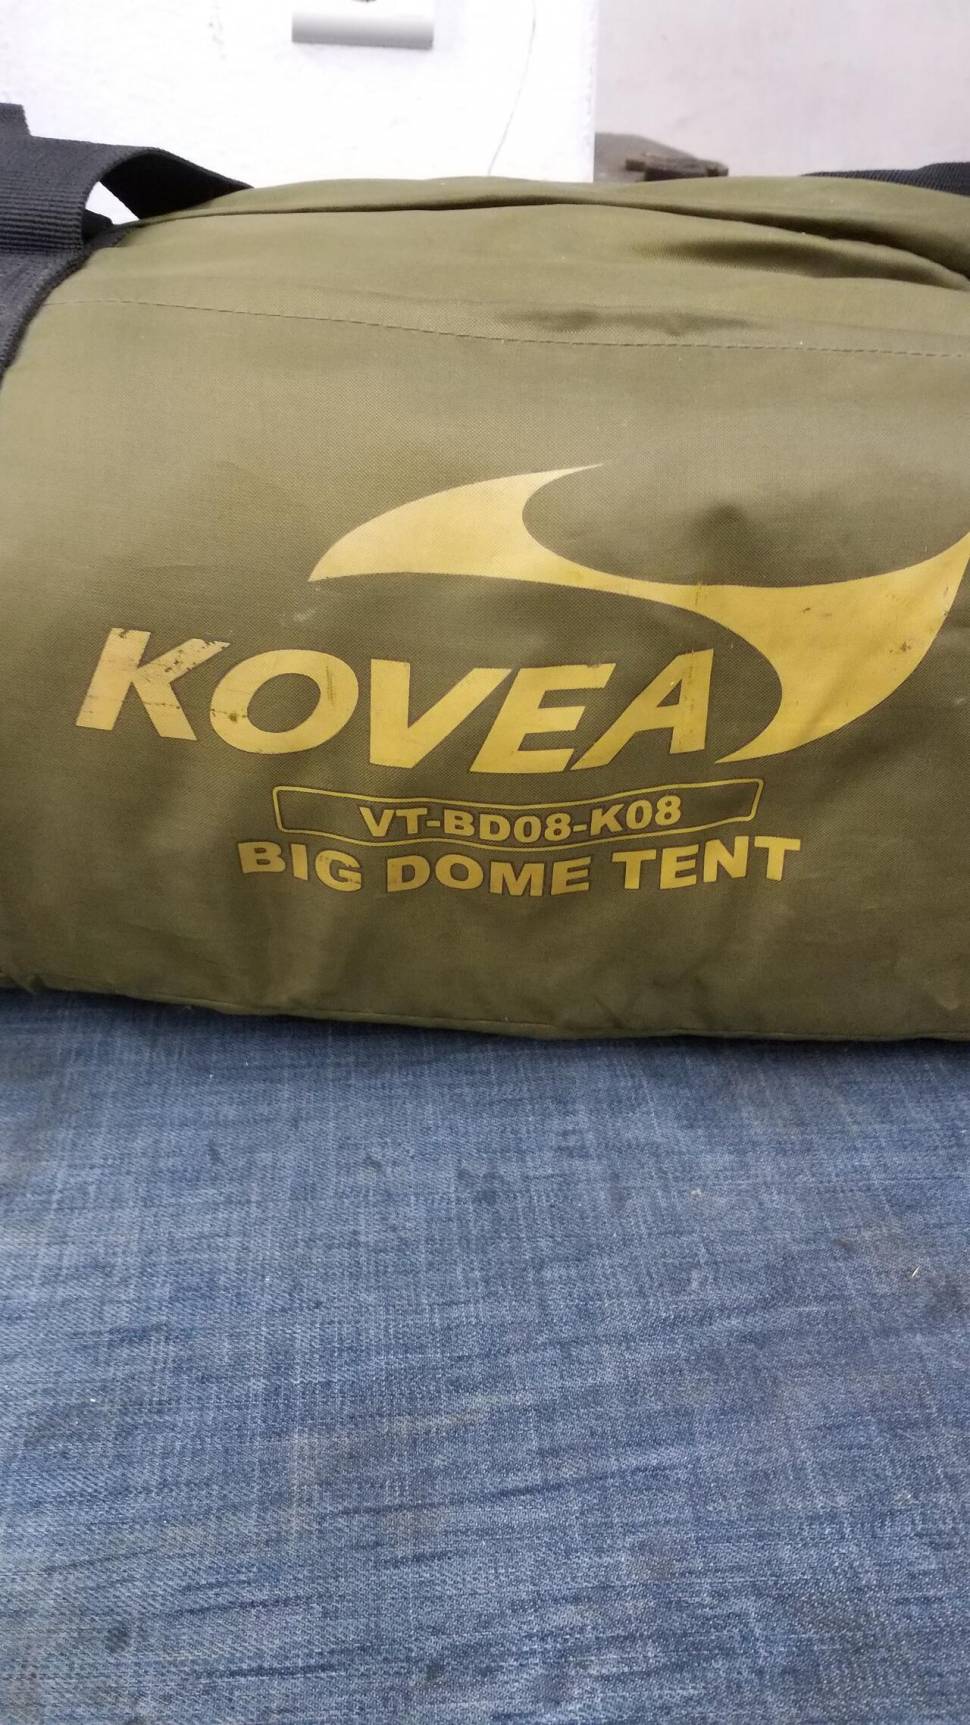 KOVEA
VT-BD08-K08
BIG DOME TENT